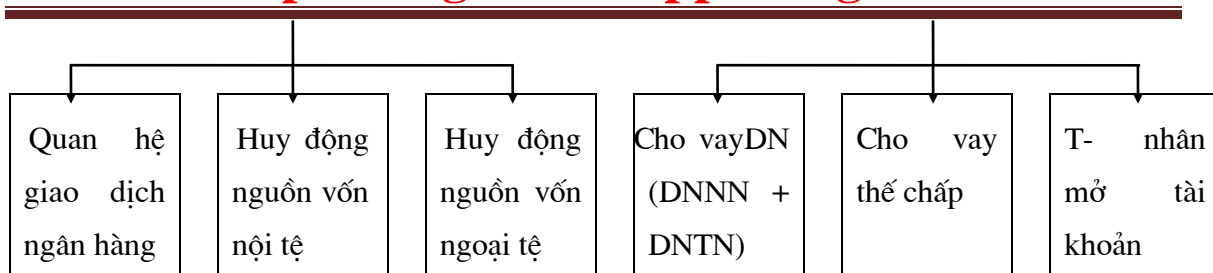 Quan hệ
giao dịch
ngân hàng
Huy động
nguồn vốn
nội tệ
Huy động
nguồn vốn
ngoại tệ
Cho vayDN
(DNNN +
DNTN)
Cho vay
thế chấp
T- nhân
mở tài
khoản